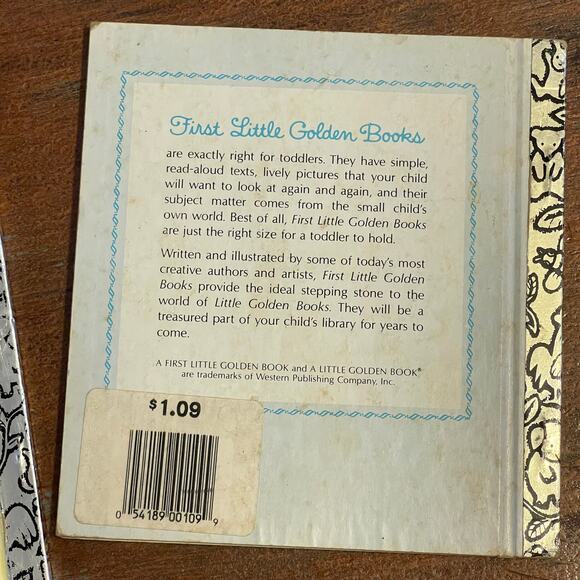 First Little Golden Books
are exactly right for toddlers. They have simple,
read-aloud texts, lively pictures that your child
will want to look at again and again, and their
subject matter comes from the small child's
own world. Best of all, First Little Golden Books
are just the right size for a toddler to hold.
Written and illustrated by some of today's most
creative authors and artists, First Little Golden
Books provide the ideal stepping stone to the
world of Little Golden Books. They will be a
treasured part of your child's library for years to
come.
A FIRST LITTLE GOLDEN BOOK and A LITTLE GOLDEN BOOK®
are trademarks of Western Publishing Company, Inc.
$1.09
0 54189 00109 9